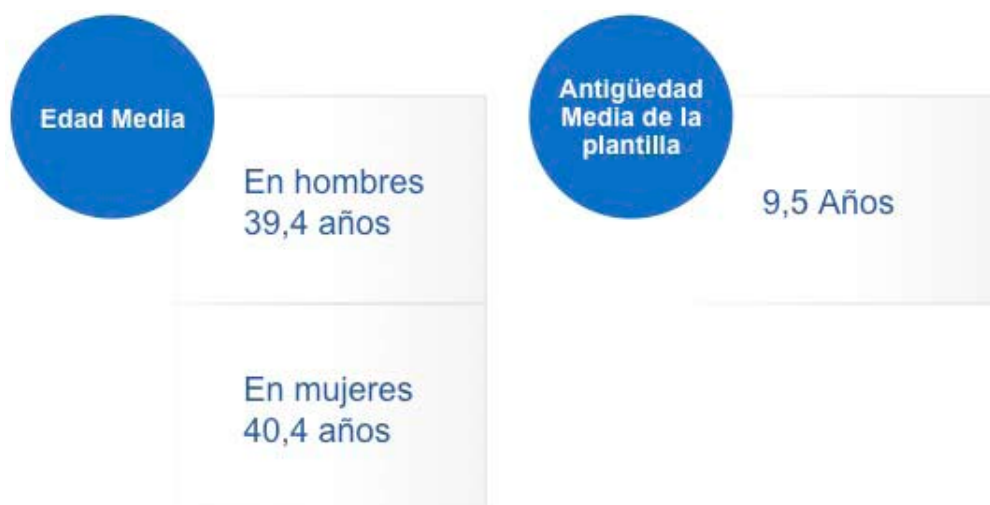 Edad Media
En hombres
39,4 años
En mujeres
40,4 años
Antigüedad
Media de la
plantilla
9,5 Años